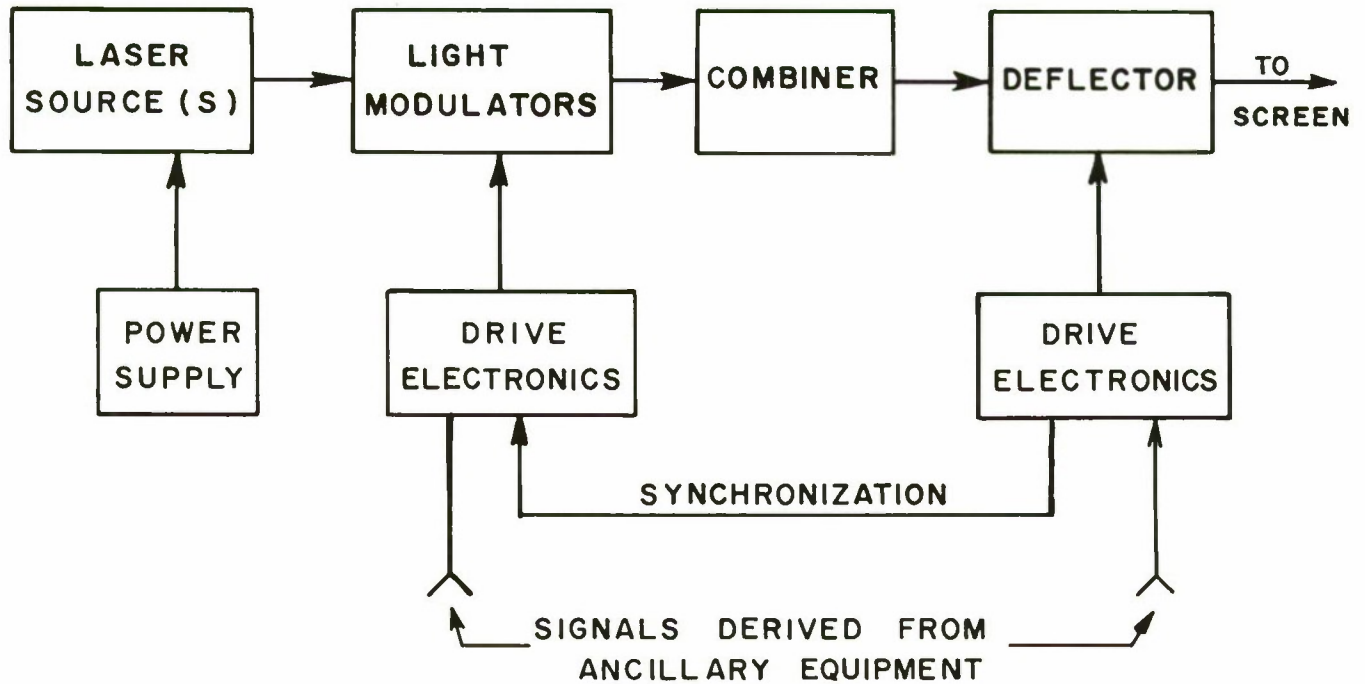 LASER
SOURCE (S)
LIGHT
MODULATORS
COMBINER
DEFLECTOR
TO
SCREEN
POWER
SUPPLY
DRIVE
ELECTRONICS
DRIVE
ELECTRONICS
SYNCHRONIZATION
SIGNALS DERIVED FROM
ANCILLARY EQUIPMENT